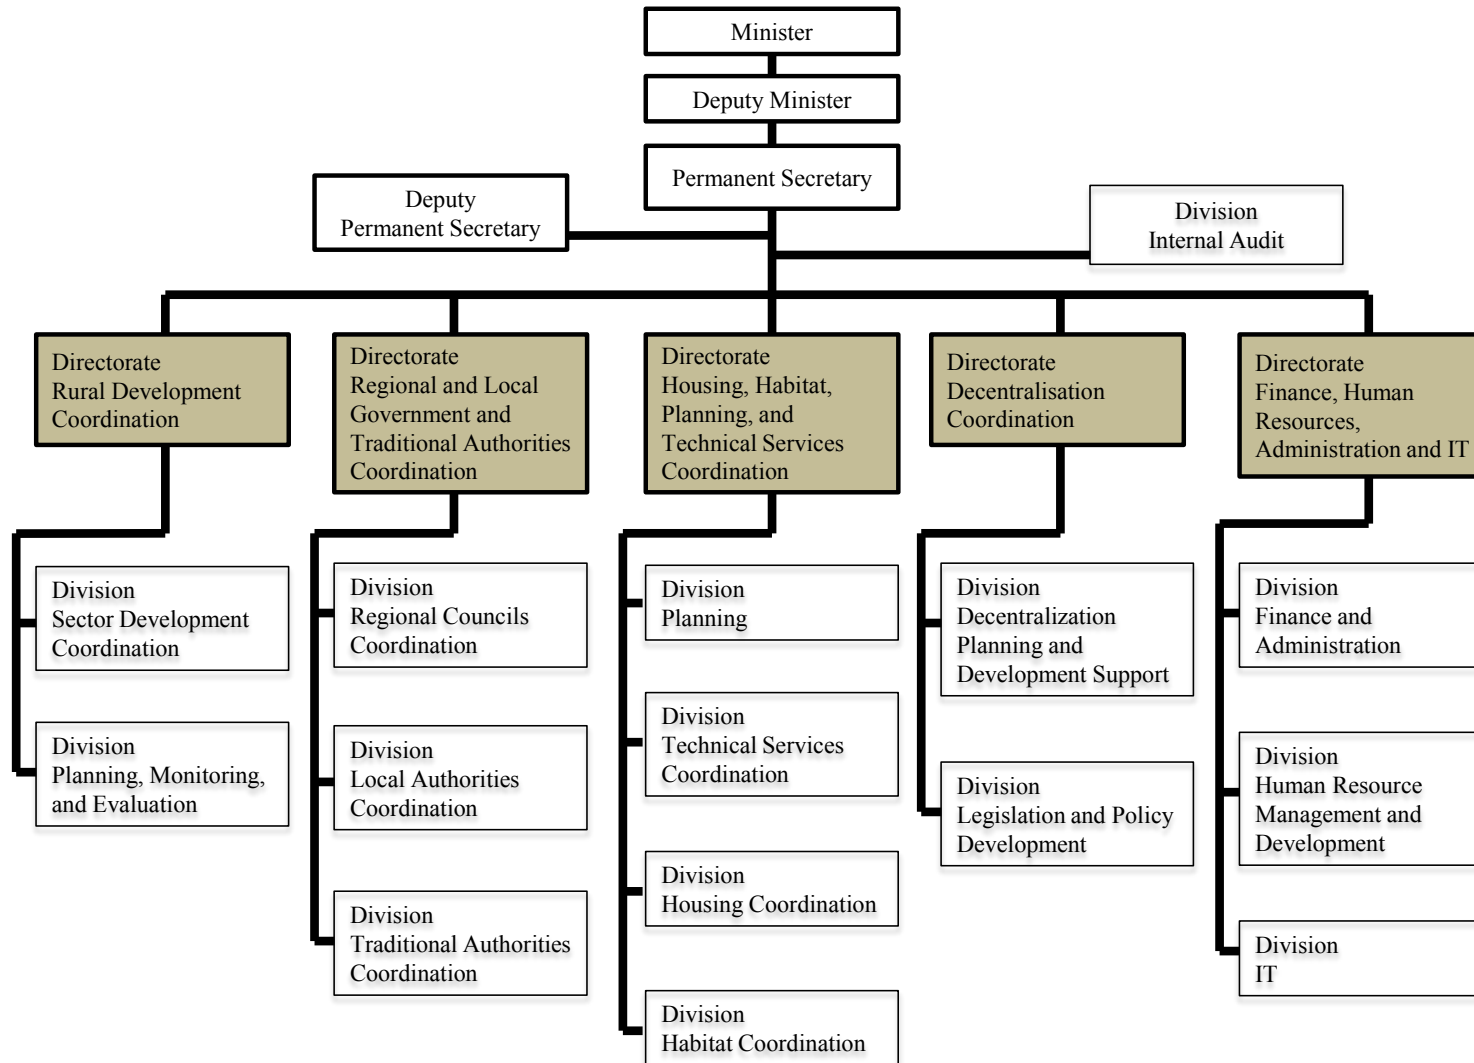 Minister
Deputy Minister
Permanent Secretary
Deputy
Permanent Secretary
Division
Internal Audit
Directorate
Rural Development
Coordination
Directorate
Regional and Local
Government and
Traditional Authorities
Coordination
Directorate
Housing, Habitat,
Planning, and
Technical Services
Coordination
Directorate
Decentralisation
Coordination
Directorate
Finance, Human
Resources,
Administration and IT
Division
Sector Development
Coordination
Division
Planning, Monitoring,
and Evaluation
Division
Regional Councils
Coordination
Division
Local Authorities
Coordination
Division
Traditional Authorities
Coordination
Division
Planning
Division
Technical Services
Coordination
Division
Housing Coordination
Division
Habitat Coordination
Division
Decentralization
Planning and
Development Support
Division
Legislation and Policy
Development
Division
Finance and
Administration
Division
Human Resource
Management and
Development
Division
IT